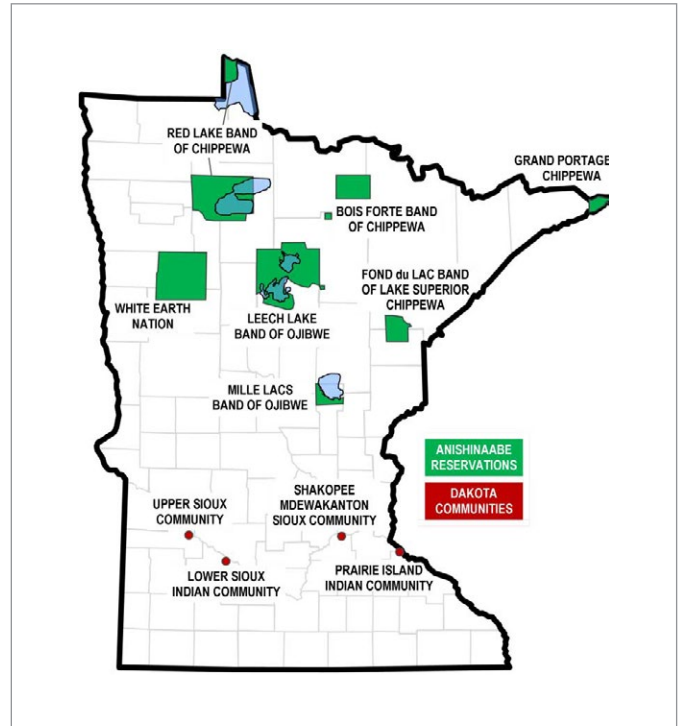 RED LAKE BAND
OF CHIPPEWA
GRAND PORTAGE
CHIPPEWA
BOIS FORTE BAND
OF CHIPPEWA
FOND du LAC BAND
OF LAKE SUPERIOR
CHIPPEWA
WHITE EARTH
NATION
LEECH LAKE
BAND OF OJIBWE
MILLE LACS
BAND OF OJIBWE
ANISHINAABE
RESERVATIONS
DAKOTA
COMMUNITIES
UPPER SIOUX
COMMUNITY
SHAKOPEE
MDEWAKANTON
SIOUX COMMUNITY
LOWER SIOUX
INDIAN COMMUNITY
PRAIRIE ISLAND
INDIAN COMMUNITY